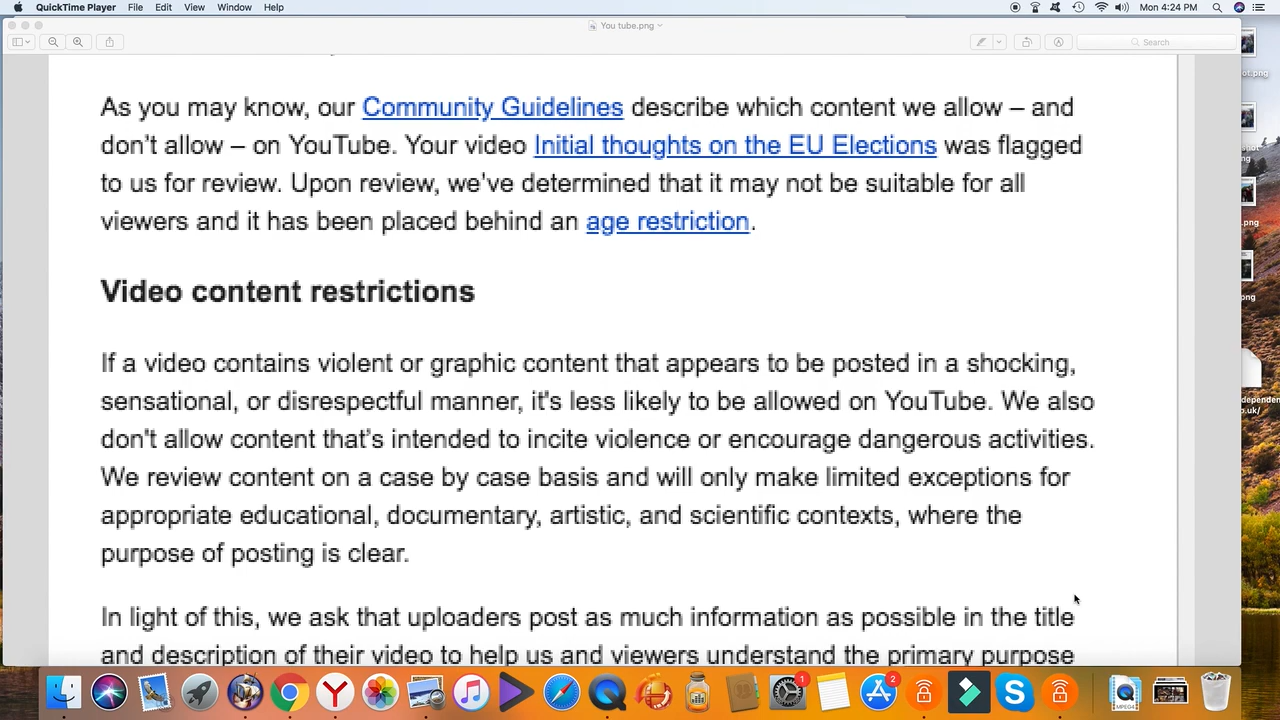 QuickTime Player File Edit View Window Help Mon 4:24 PM
You tube.png
Search
As you may know, our Community Guidelines describe which content we allow – and
don’t allow – on YouTube. Your video Initial thoughts on the EU Elections was flagged
to us for review. Upon review, we've determined that it may not be suitable for all
viewers and it has been placed behind an age restriction.
Video content restrictions
If a video contains violent or graphic content that appears to be posted in a shocking,
sensational, or disrespectful manner, it’s less likely to be allowed on YouTube. We also
don't allow content that’s intended to incite violence or encourage dangerous activities.
We review content on a case by case basis and will only make limited exceptions for
appropriate educational, documentary, artistic, and scientific contexts, where the
purpose of posting is clear.
In light of this, we ask that uploaders post as much information as possible in the title
and description of their video to help us and viewers understand the primary purpose